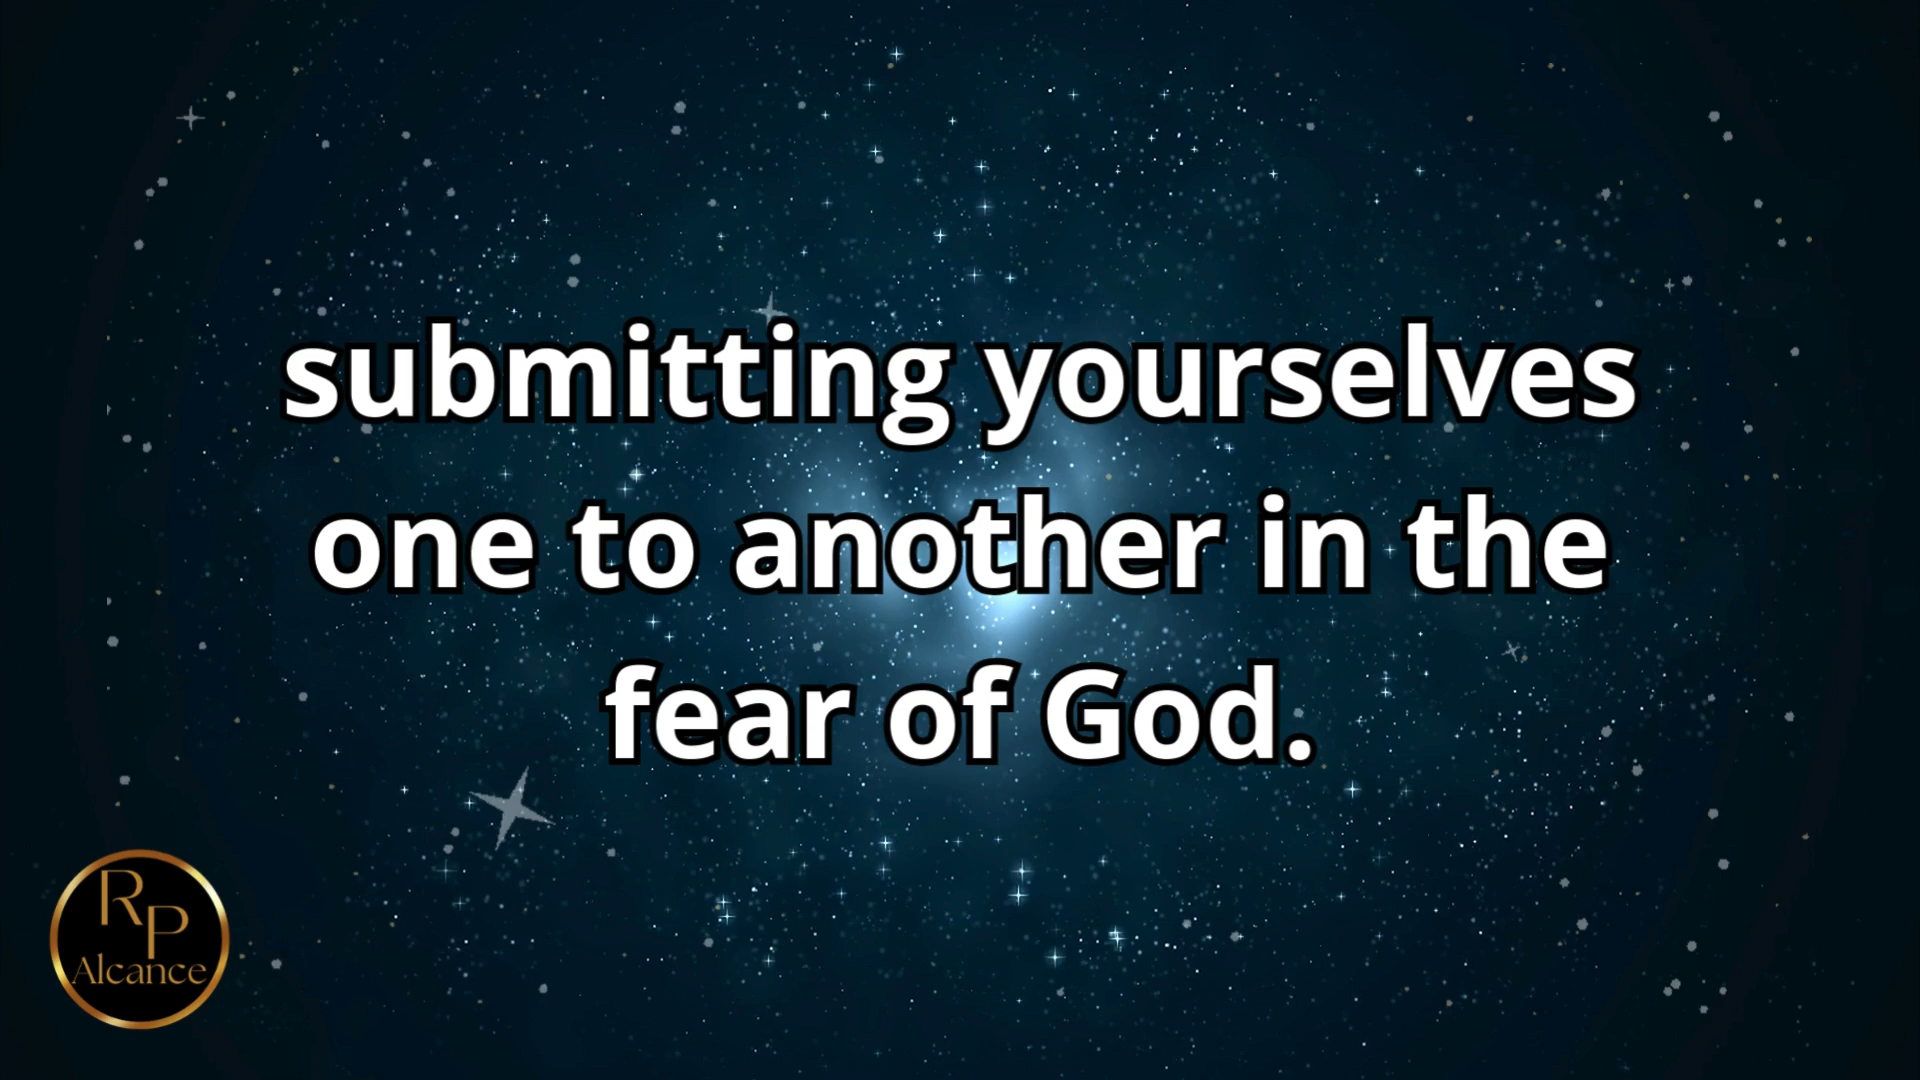 submitting yourselves
one to another in the
fear of God.
RP
Alcance